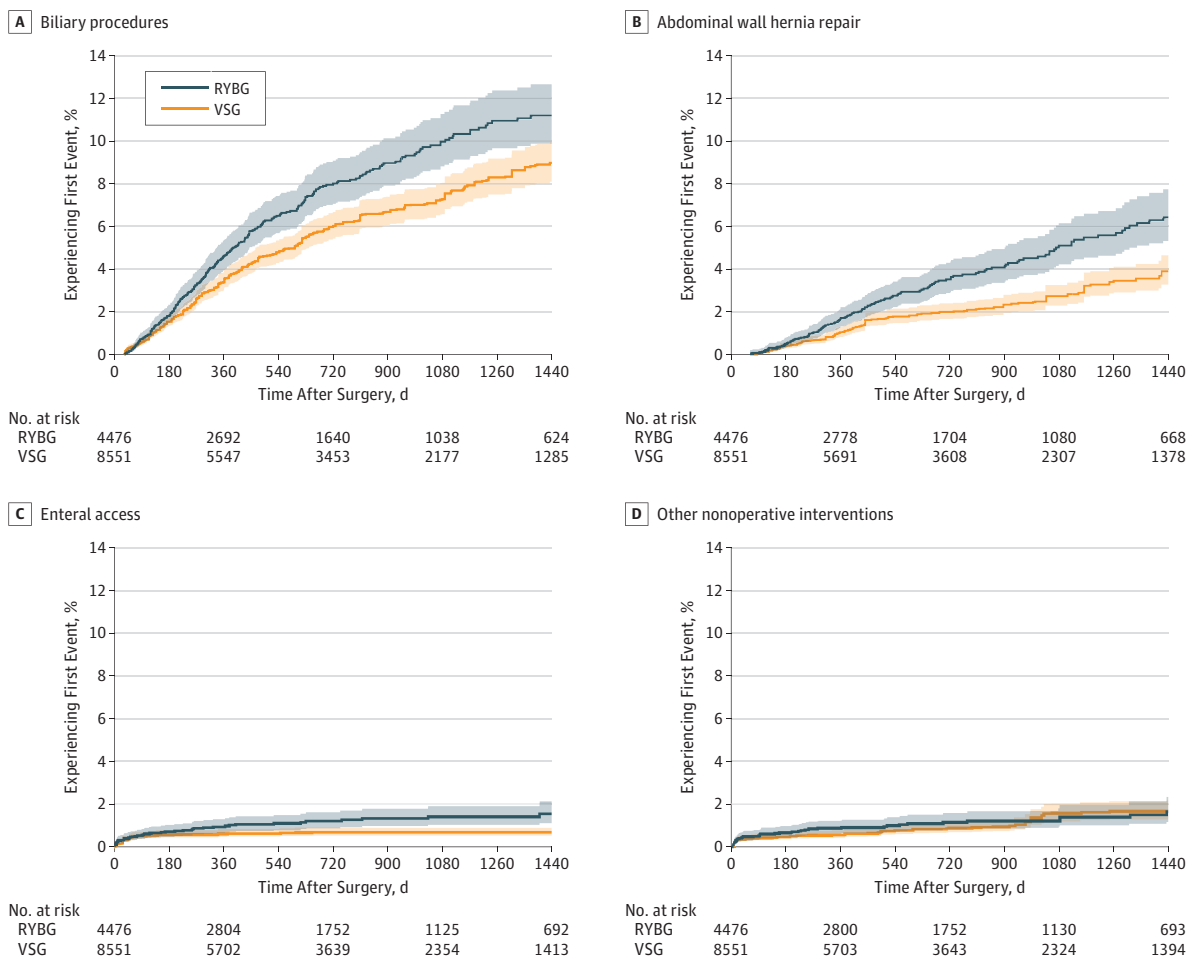 A Biliary procedures
Experiencing First Event, %
14
12
10
8
6
4
2
0
RYBG
VSG
0 180 360 540 720 900 1080 1260 1440
Time After Surgery, d
No. at risk
RYBG 4476 2692 1640 1038 624
VSG 8551 5547 3453 2177 1285
B Abdominal wall hernia repair
Experiencing First Event, %
14
12
10
8
6
4
2
0
0 180 360 540 720 900 1080 1260 1440
Time After Surgery, d
No. at risk
RYBG 4476 2778 1704 1080 668
VSG 8551 5691 3608 2307 1378
C Enteral access
Experiencing First Event, %
14
12
10
8
6
4
2
0
0 180 360 540 720 900 1080 1260 1440
Time After Surgery, d
No. at risk
RYBG 4476 2804 1752 1125 692
VSG 8551 5702 3639 2354 1413
D Other nonoperative interventions
Experiencing First Event, %
14
12
10
8
6
4
2
0
0 180 360 540 720 900 1080 1260 1440
Time After Surgery, d
No. at risk
RYBG 4476 2800 1752 1130 693
VSG 8551 5703 3643 2324 1394